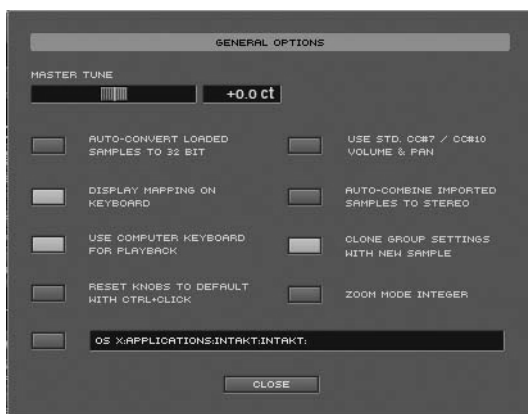 GENERAL OPTIONS
MASTER TUNE
+0.0 ct
AUTO-CONVERT LOADED
SAMPLES TO 32 BIT
USE STD. CC#7 / CC#10
VOLUME & PAN
DISPLAY MAPPING ON
KEYBOARD
AUTO-COMBINE IMPORTED
SAMPLES TO STEREO
USE COMPUTER KEYBOARD
FOR PLAYBACK
CLONE GROUP SETTINGS
WITH NEW SAMPLE
RESET KNOBS TO DEFAULT
WITH CTRL+CLICK
ZOOM MODE INTEGER
OS X:APPLICATIONS:INTAKT:INTAKT:
CLOSE